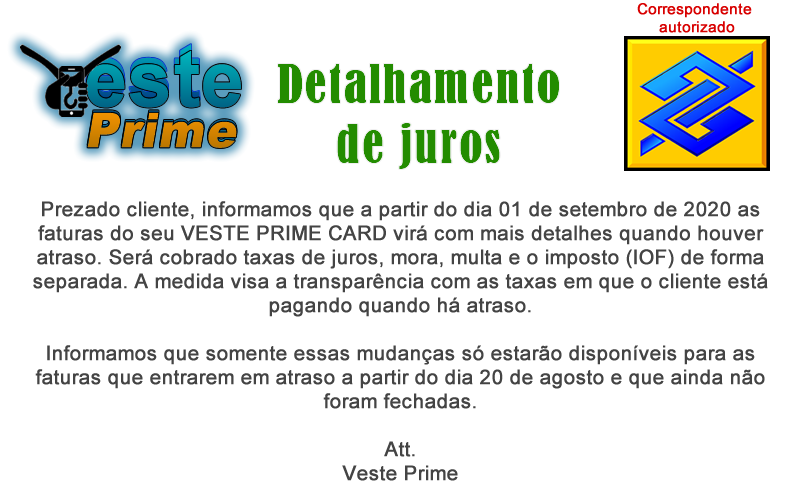 Correspondente
autorizado
Veste
Prime
Detalhamento
de juros
Prezado cliente, informamos que a partir do dia 01 de setembro de 2020 as
faturas do seu VESTE PRIME CARD virá com mais detalhes quando houver
atraso. Será cobrado taxas de juros, mora, multa e o imposto (IOF) de forma
separada. A medida visa a transparência com as taxas em que o cliente está
pagando quando há atraso.
Informamos que somente essas mudanças só estarão disponíveis para as
faturas que entrarem em atraso a partir do dia 20 de agosto e que ainda não
foram fechadas.
Att.
Veste Prime